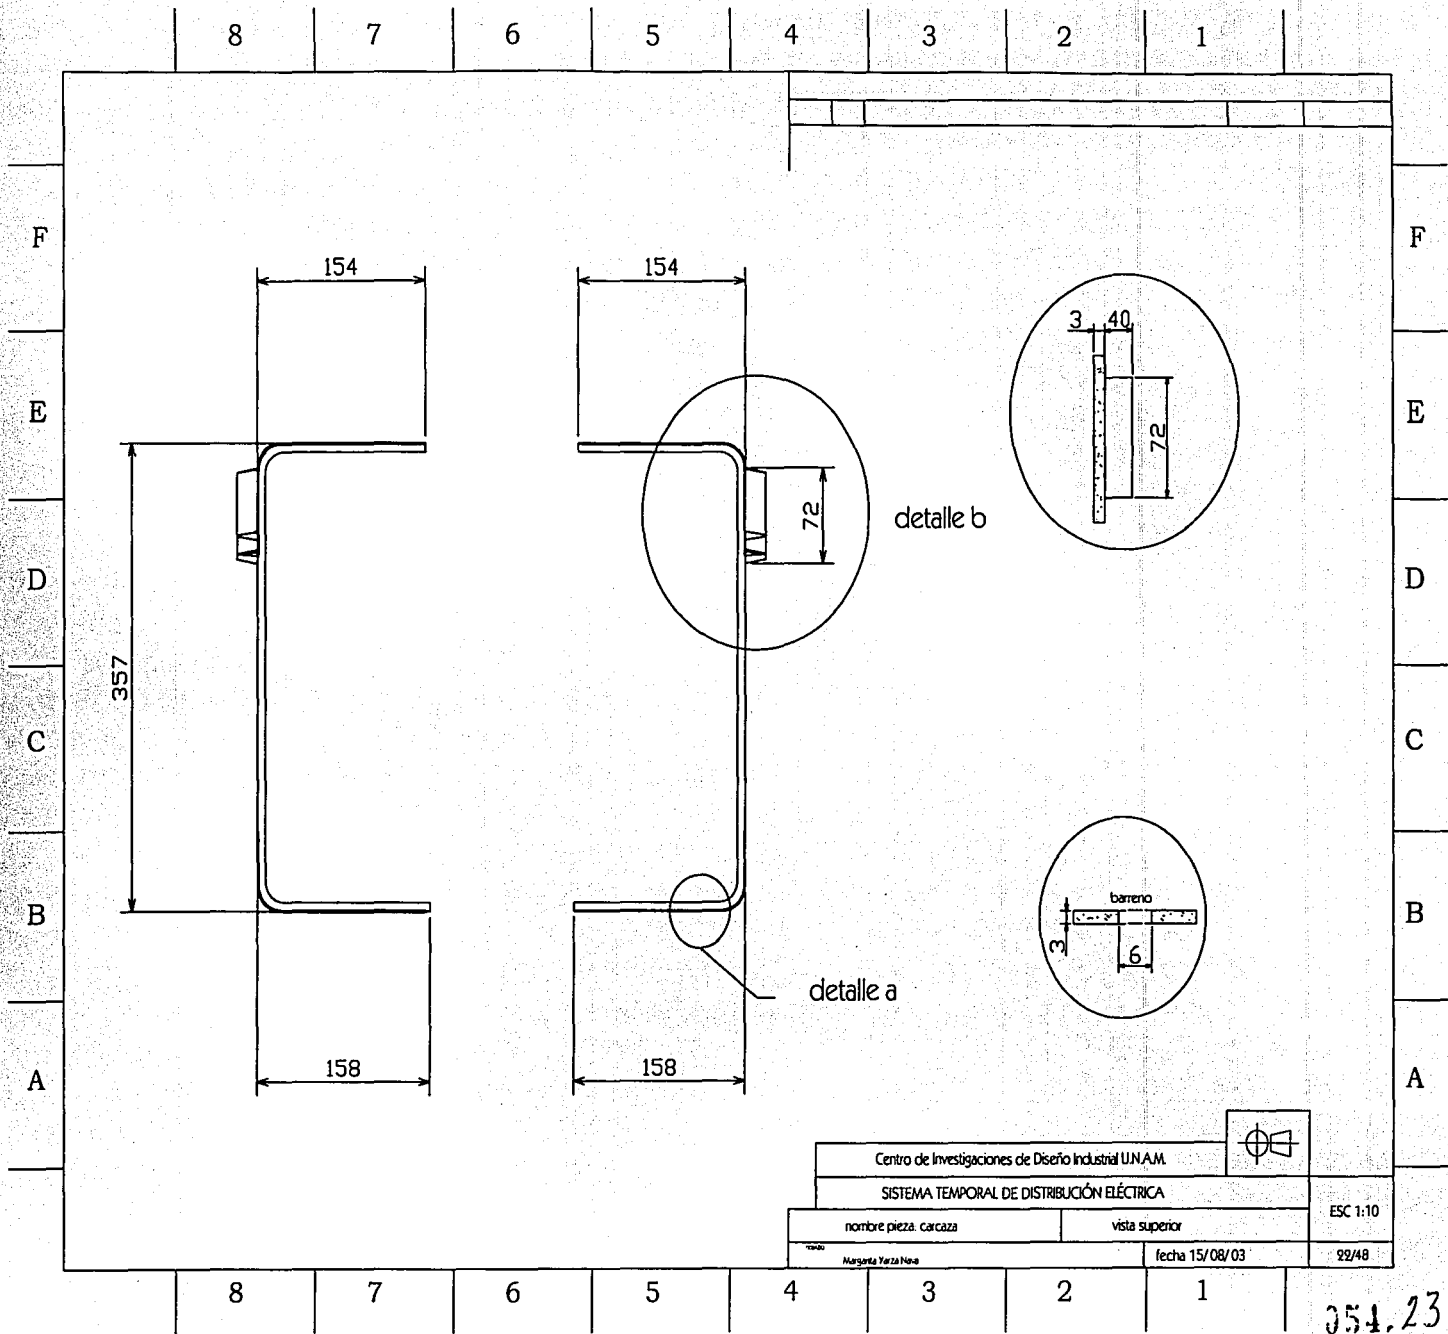 8 7 6 5 4 3 2 1
F F
154 154
3 40
E E
72
72
detalle b
D D
357
C C
barreno
B B
3
6
detalle a
158 158
A A
Centro de Investigaciones de Diseño Industrial U.N.A.M.
SISTEMA TEMPORAL DE DISTRIBUCIÓN ELÉCTRICA
ESC 1:10
nombre pieza: carcaza vista superior
Margarita Yarza Nava
fecha 15/08/03 22/48
8 7 6 5 4 3 2 1
051.23